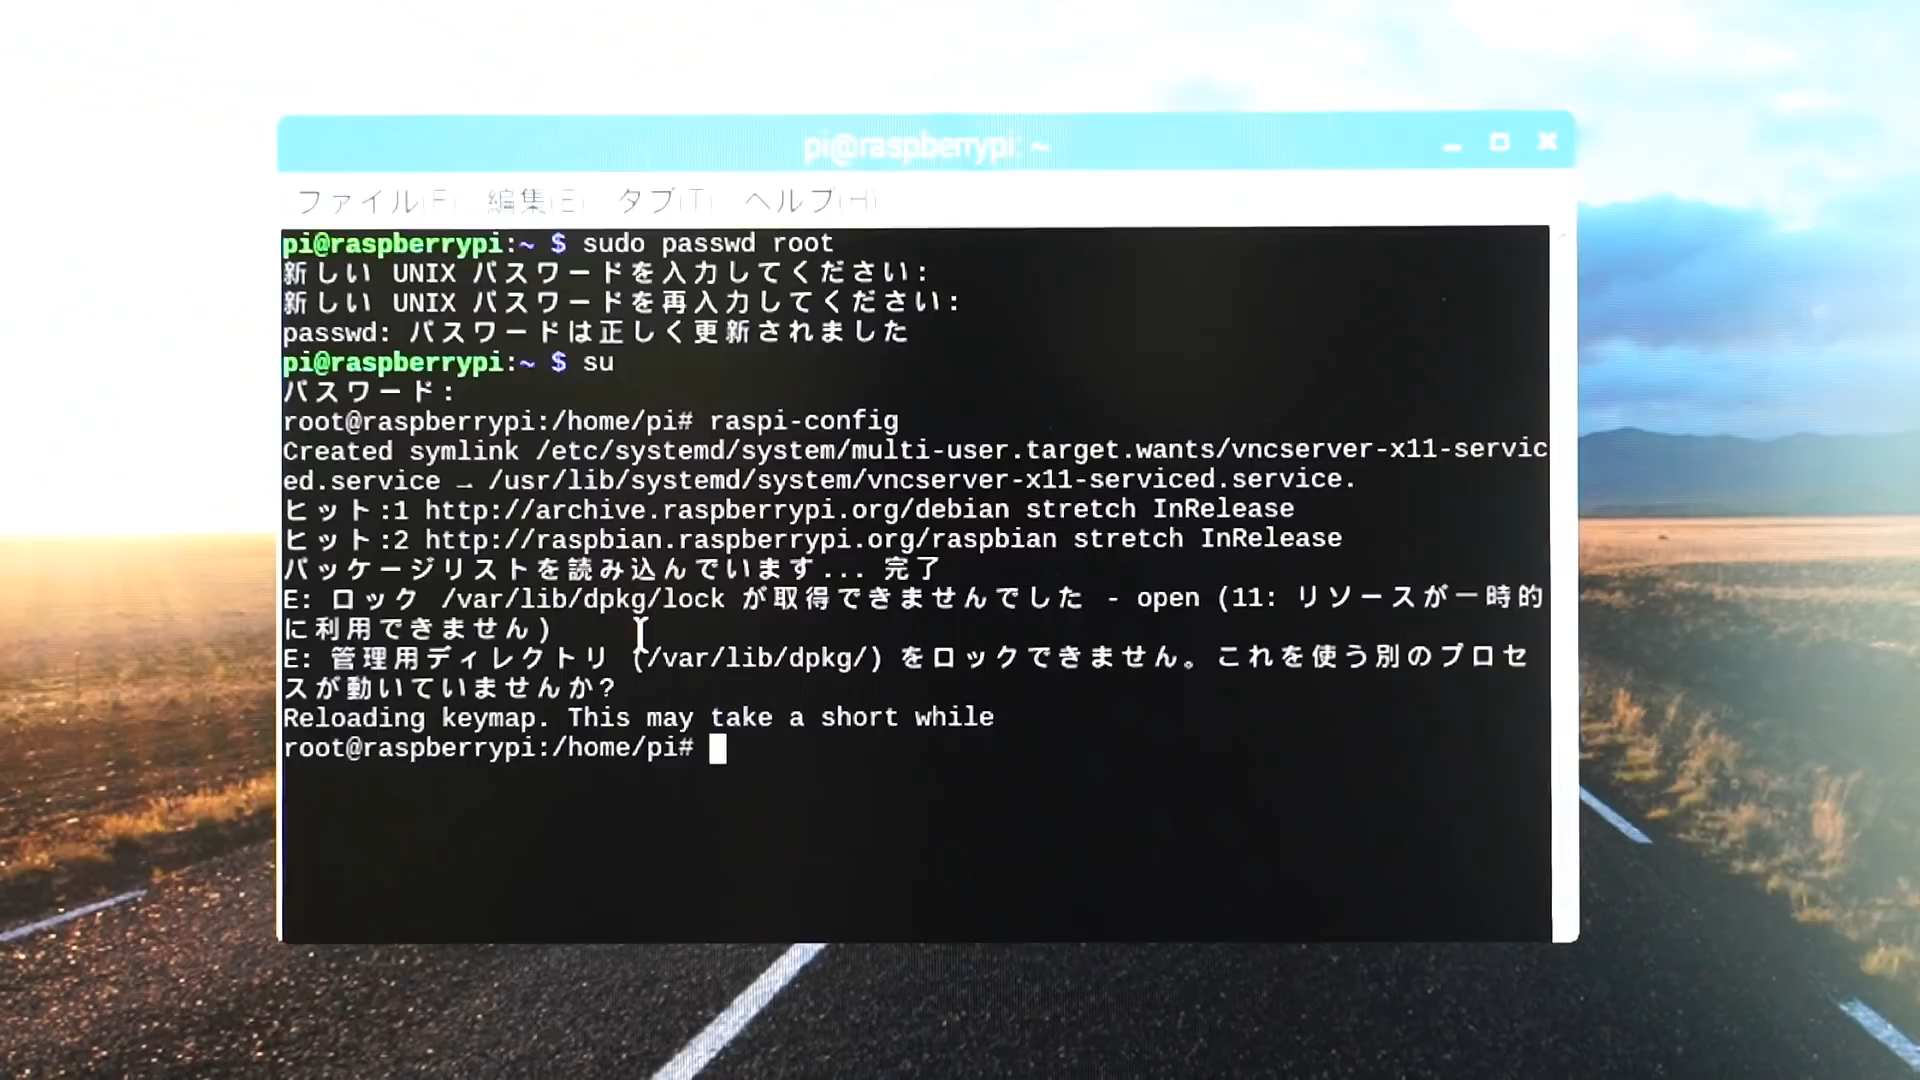 pi@raspberrypi: ~
ファイル(F) 編集(E) タブ(T) ヘルプ(H)
pi@raspberrypi:~ $ sudo passwd root
新しい UNIX パスワードを入力してください:
新しい UNIX パスワードを再入力してください:
passwd: パスワードは正しく更新されました
pi@raspberrypi:~ $ su
パスワード:
root@raspberrypi:/home/pi# raspi-config
Created symlink /etc/systemd/system/multi-user.target.wants/vncserver-x11-servic
ed.service → /usr/lib/systemd/system/vncserver-x11-serviced.service.
ヒット:1 http://archive.raspberrypi.org/debian stretch InRelease
ヒット:2 http://raspbian.raspberrypi.org/raspbian stretch InRelease
パッケージリストを読み込んでいます... 完了
E: ロック /var/lib/dpkg/lock が取得できませんでした - open (11: リソースが一時的
に利用できません)
E: 管理用ディレクトリ (/var/lib/dpkg/) をロックできません。これを使う別のプロセ
スが動いていませんか?
Reloading keymap. This may take a short while
root@raspberrypi:/home/pi#